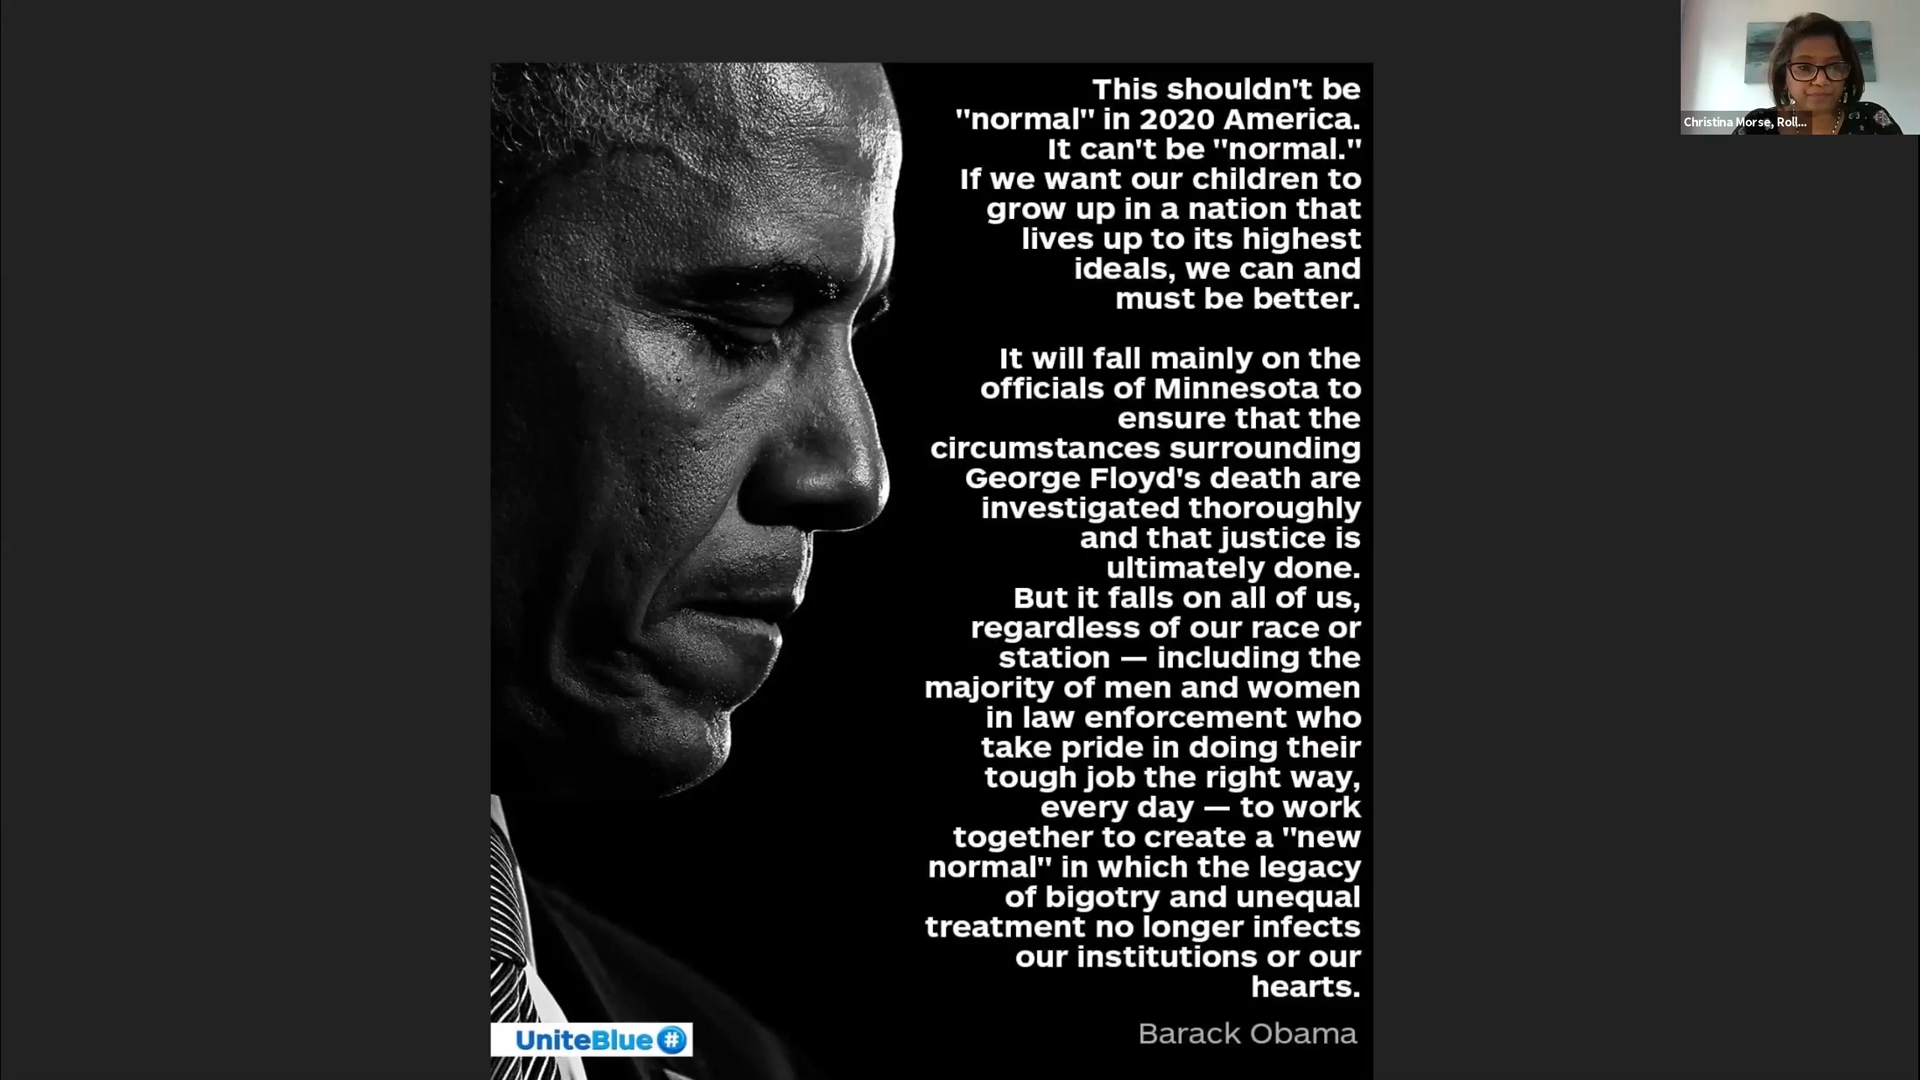 This shouldn't be
"normal" in 2020 America.
It can't be "normal."
If we want our children to
grow up in a nation that
lives up to its highest
ideals, we can and
must be better.
It will fall mainly on the
officials of Minnesota to
ensure that the
circumstances surrounding
George Floyd's death are
investigated thoroughly
and that justice is
ultimately done.
But it falls on all of us,
regardless of our race or
station — including the
majority of men and women
in law enforcement who
take pride in doing their
tough job the right way,
every day — to work
together to create a "new
normal" in which the legacy
of bigotry and unequal
treatment no longer infects
our institutions or our
hearts.
Barack Obama
UniteBlue #
Christina Morse, Roll...